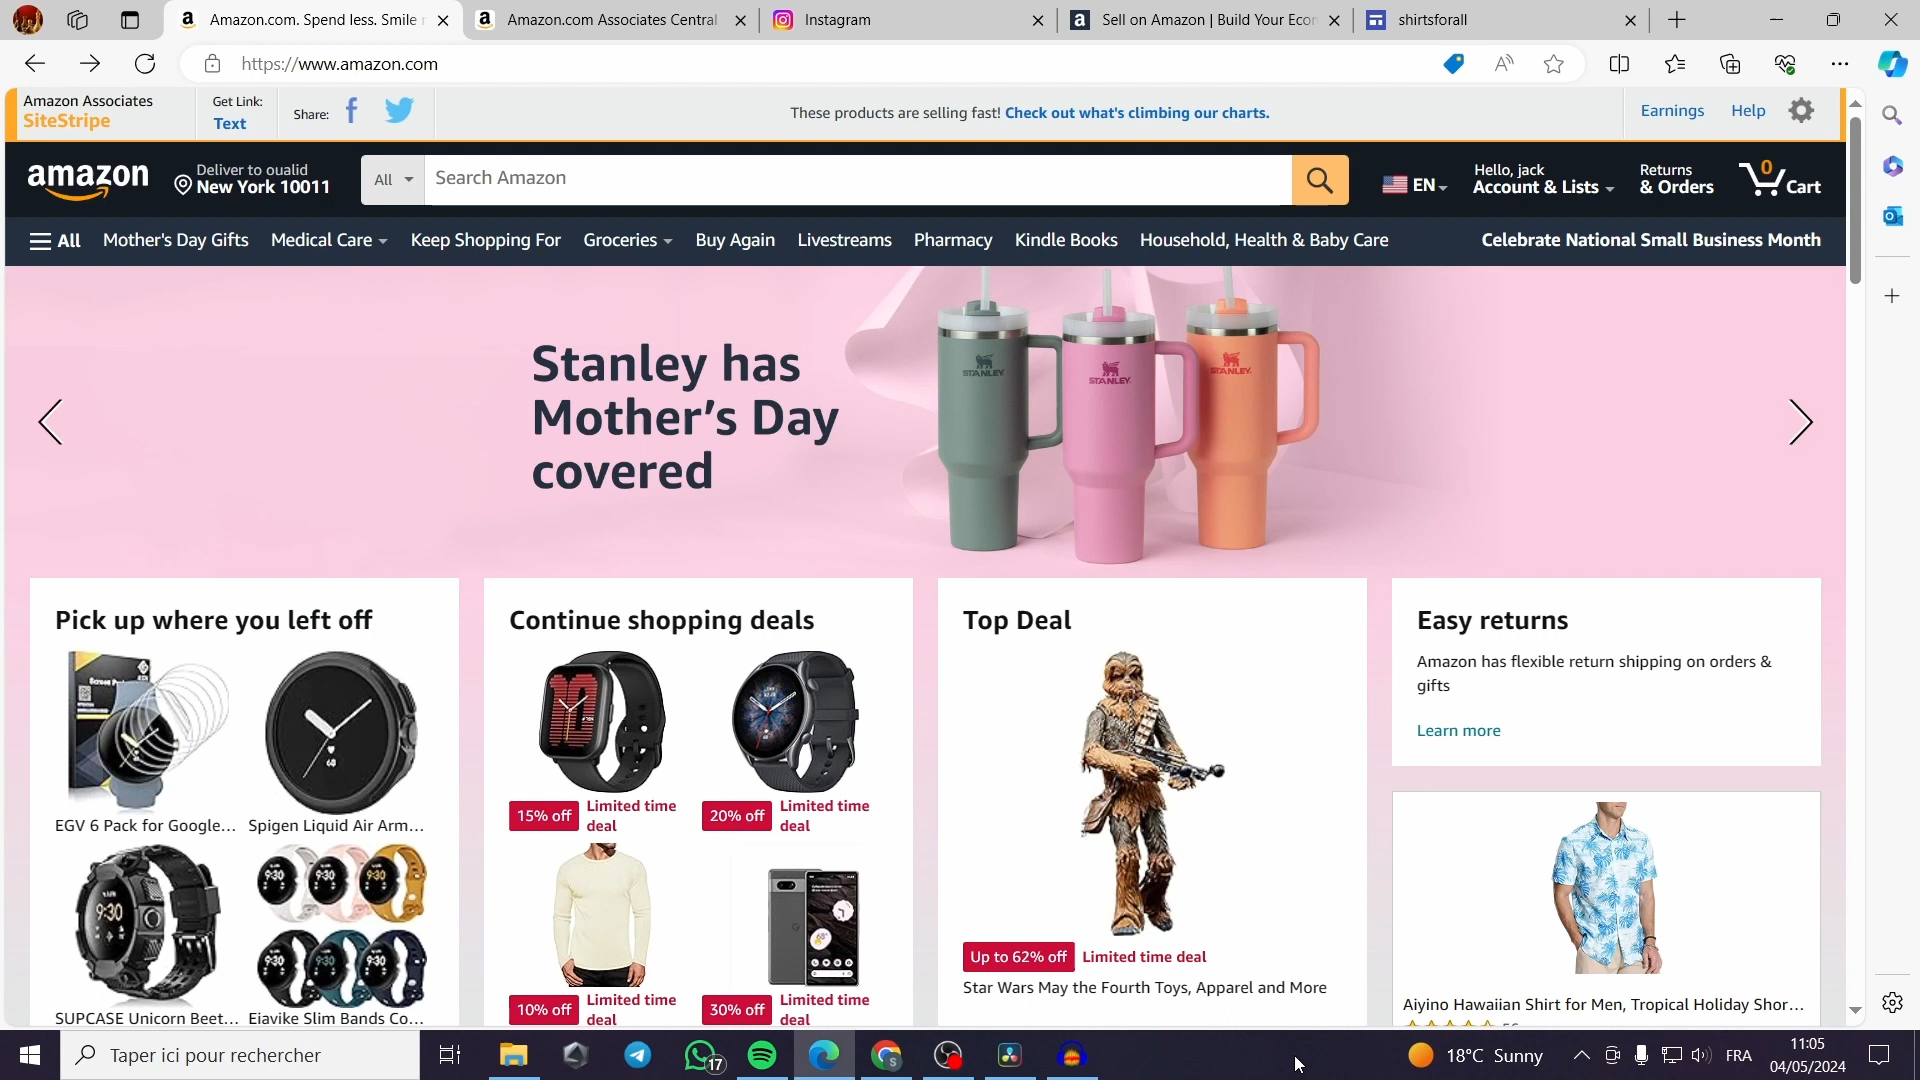 Amazon.com. Spend less. Smile
Amazon.com Associates Central
Instagram
Sell on Amazon | Build Your Ecor
shirtsforall
https://www.amazon.com
Amazon Associates
SiteStripe
Get Link:
Text
Share:
These products are selling fast! Check out what's climbing our charts.
Earnings
Help
amazon
Deliver to oualid
New York 10011
All
Search Amazon
EN
Hello, jack
Account & Lists
Returns
& Orders
0
Cart
All
Mother's Day Gifts
Medical Care
Keep Shopping For
Groceries
Buy Again
Livestreams
Pharmacy
Kindle Books
Household, Health & Baby Care
Celebrate National Small Business Month
Stanley has
Mother's Day
covered
STANLEY
STANLEY
STANLEY
Pick up where you left off
EGV 6 Pack for Google...
Spigen Liquid Air Arm...
SUPCASE Unicorn Beet...
Eiavike Slim Bands Co...
Continue shopping deals
15% off
Limited time
deal
20% off
Limited time
deal
10% off
Limited time
deal
30% off
Limited time
deal
Top Deal
Up to 62% off
Limited time deal
Star Wars May the Fourth Toys, Apparel and More
Easy returns
Amazon has flexible return shipping on orders &
gifts
Learn more
Aiyino Hawaiian Shirt for Men, Tropical Holiday Shor...
Taper ici pour rechercher
17
18°C Sunny
FRA
11:05
04/05/2024